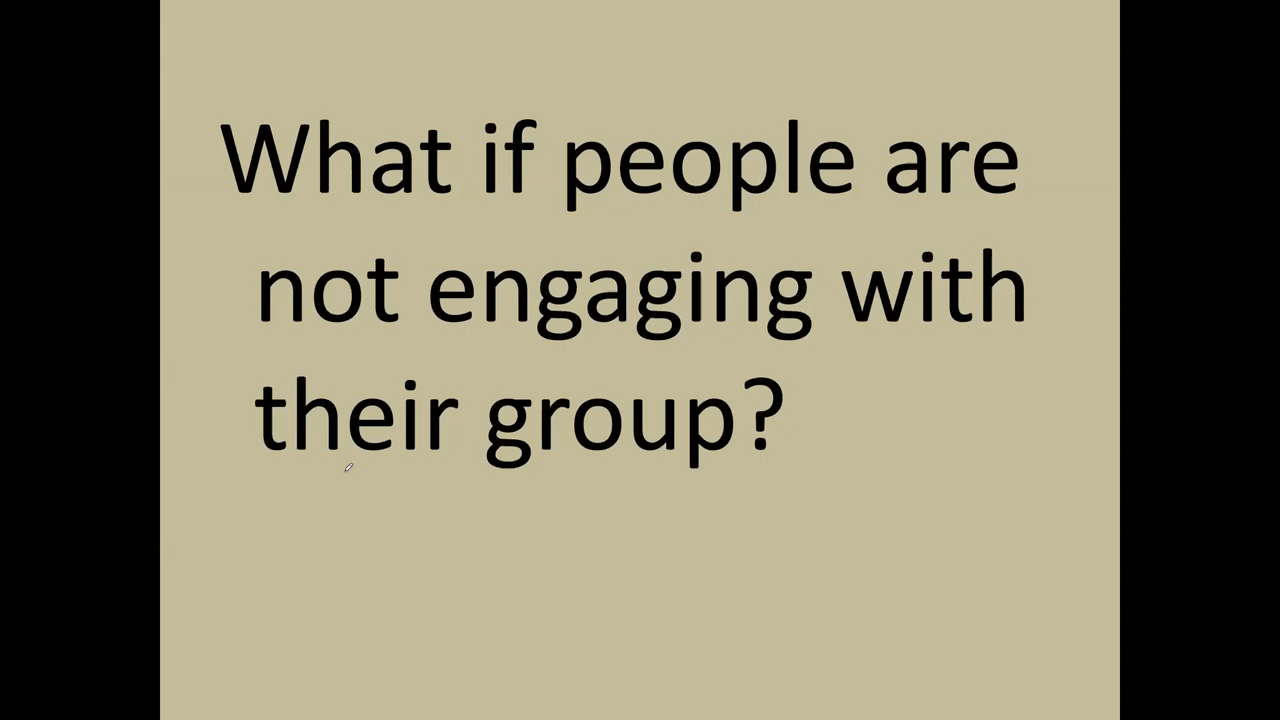 What if people are
not engaging with
their group?